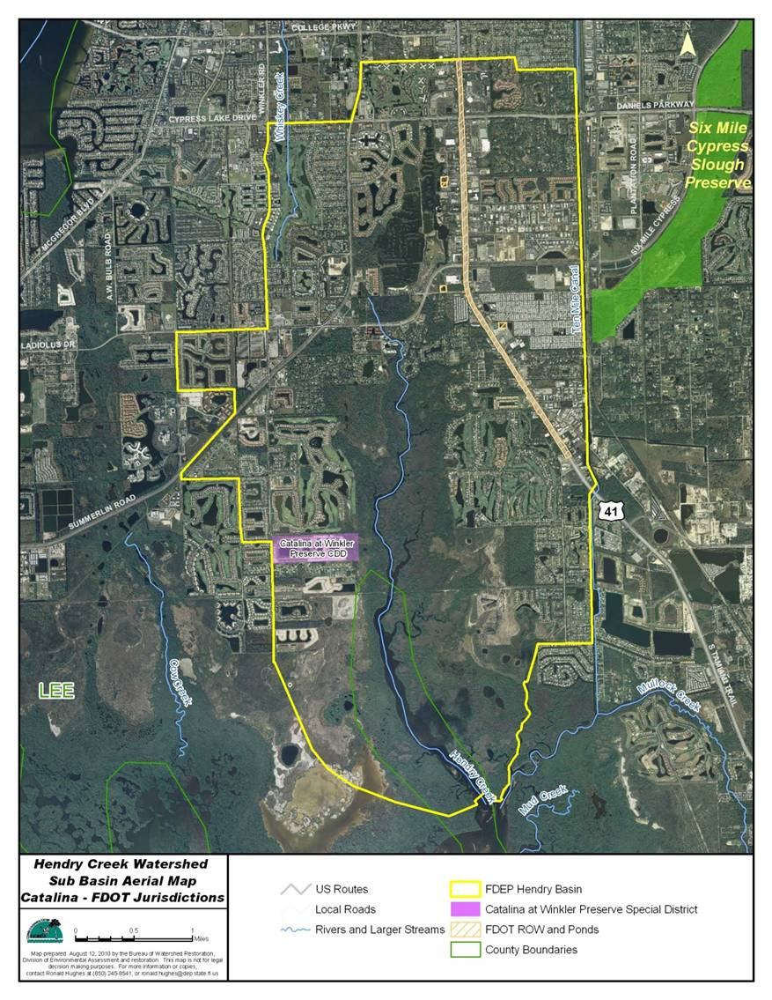 COLLEGE PKWY
WINKLER RD
Whiskey Creek
CYPRESS LAKE DRIVE
DANIELS PARKWAY
Six Mile
Cypress
Slough
Preserve
PLANTATION ROAD
SIX MILE CYPRESS
MCGREGOR BLVD
A.W. BULB ROAD
Ten Mile Canal
LADIOLUS DR
SUMMERLIN ROAD
41
Catalina at Winkler
Preserve CDD
Cow Creek
LEE
S TAMIAMI TRAIL
Mullock Creek
Hendry Creek
Mud Creek
Hendry Creek Watershed
Sub Basin Aerial Map
Catalina - FDOT Jurisdictions
0 0.5 1
Miles
Map prepared August 12, 2010 by the Bureau of Watershed Restoration,
Division of Environmental Assessment and restoration. This map is not for legal
decision making purposes. For more information or copies,
contact Ronald Hughes at (850) 245-8541, or ronald.hughes@dep.state.fl.us
US Routes
Local Roads
Rivers and Larger Streams
FDEP Hendry Basin
Catalina at Winkler Preserve Special District
FDOT ROW and Ponds
County Boundaries